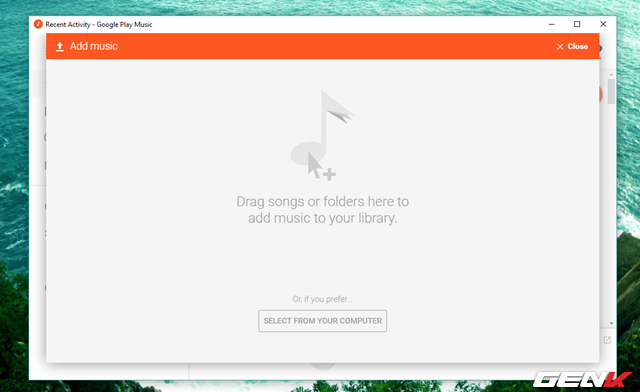 Recent Activity - Google Play Music
Add music
Close
Drag songs or folders here to
add music to your library.
Or, if you prefer...
SELECT FROM YOUR COMPUTER
GENK